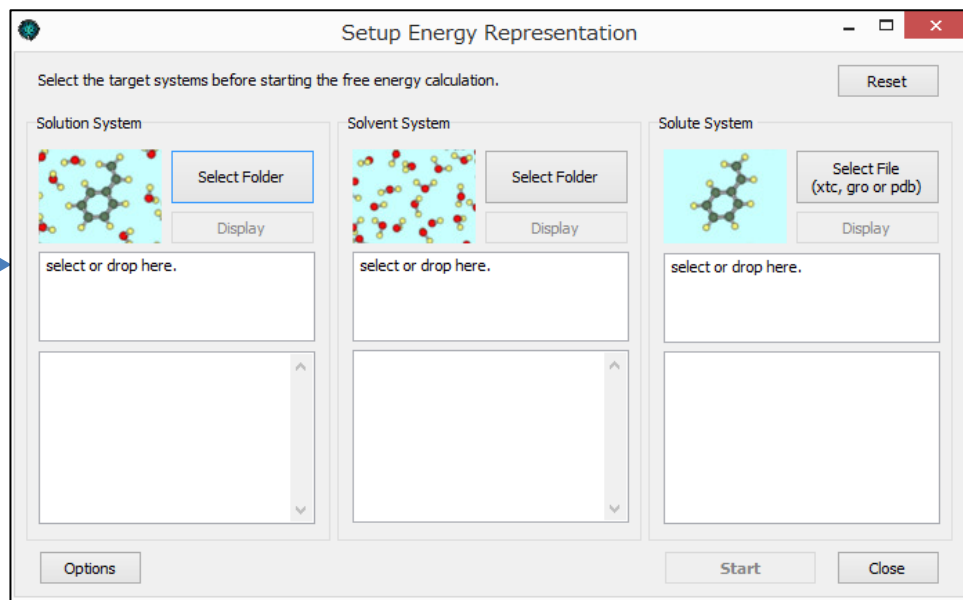 Setup Energy Representation
Select the target systems before starting the free energy calculation.
Reset
Solution System
Select Folder
Display
select or drop here.
Solvent System
Select Folder
Display
select or drop here.
Solute System
Select File
(xtc, gro or pdb)
Display
select or drop here.
Options
Start
Close